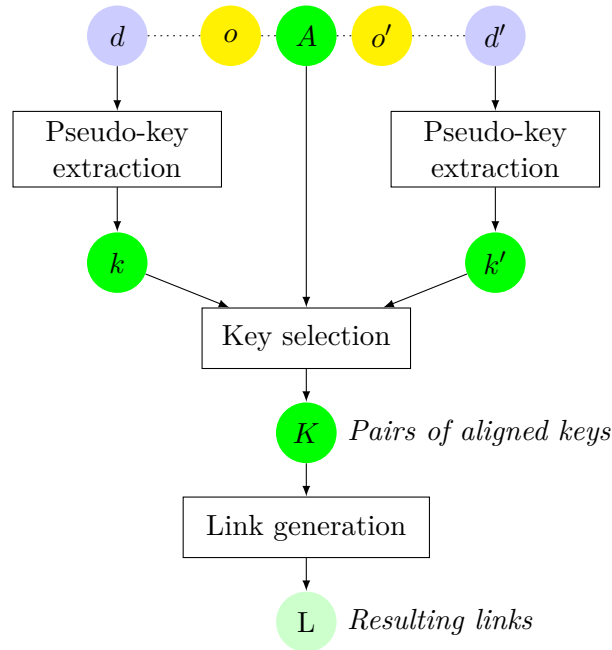 d o A o′ d′
Pseudo-key extraction
Pseudo-key extraction
k k′
Key selection
K Pairs of aligned keys
Link generation
L Resulting links